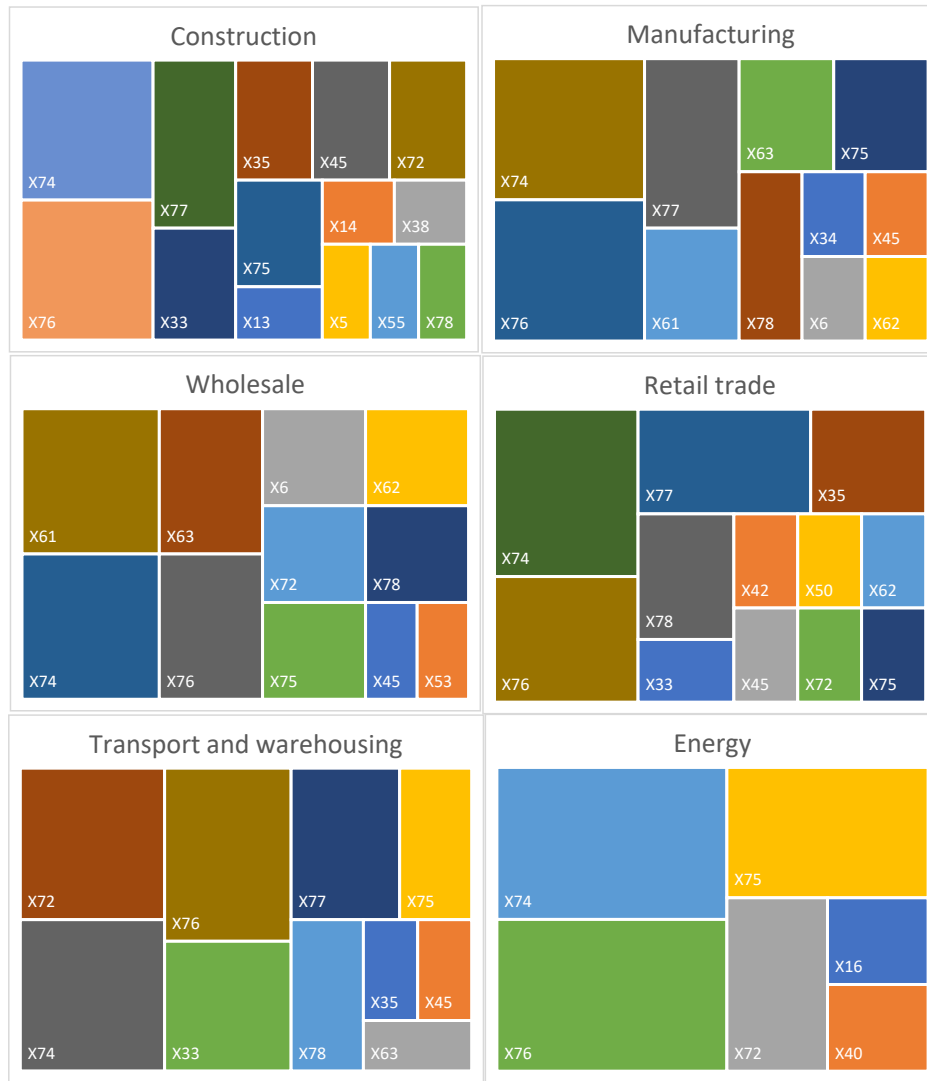 Construction
X74
X77
X35
X45
X72
X76
X33
X75
X14
X38
X13
X5
X55
X78
Manufacturing
X74
X77
X63
X75
X76
X61
X78
X34
X45
X6
X62
Wholesale
X61
X63
X6
X62
X74
X76
X72
X78
X75
X45
X53
Retail trade
X74
X77
X35
X76
X78
X42
X50
X62
X33
X45
X72
X75
Transport and warehousing
X72
X76
X77
X75
X74
X33
X78
X35
X45
X63
Energy
X74
X75
X76
X72
X16
X40